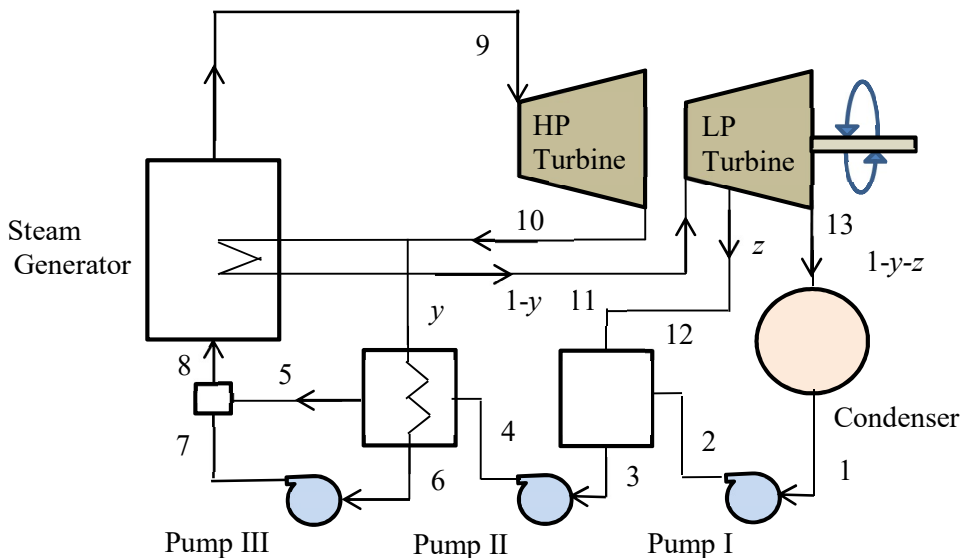 9
HP
Turbine
LP
Turbine
10
13
Steam
Generator
z
1-y-z
y
1-y
11
12
8
5
4
2
Condenser
7
6
3
1
Pump III
Pump II
Pump I